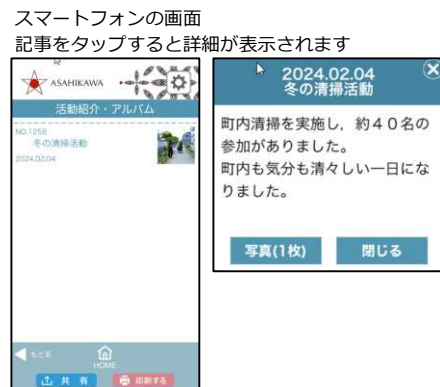 スマートフォンの画面
記事をタップすると詳細が表示されます
ASAHIKAWA
活動紹介・アルバム
NO.1258
冬の清掃活動
2024.02.04
もどる
HOME
共 有
印刷する
2024.02.04
冬の清掃活動
町内清掃を実施し，約４０名の
参加がありました。
町内も気分も清々しい一日にな
りました。
写真(1枚)
閉じる